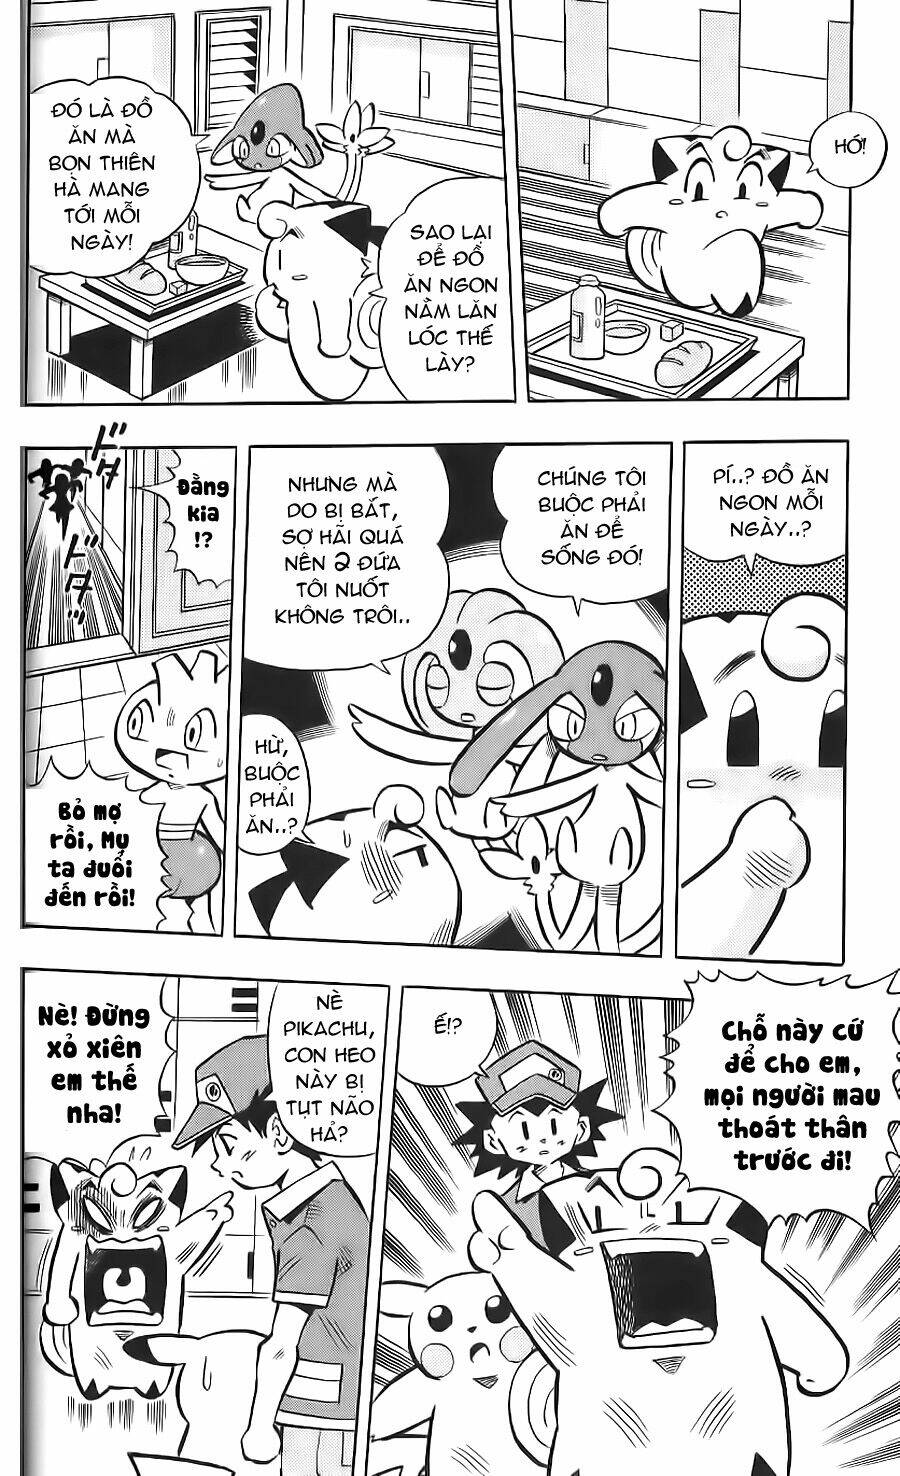 HỚ!
SAO LẠI
ĐỂ ĐỒ
ĂN NGON
NẰM LĂN
LÓC THẾ
LÀY?
ĐÓ LÀ ĐỒ
ĂN MÀ
BỌN THIÊN
HÀ MANG
TỚI MỖI
NGÀY!
PÍ..? ĐỒ ĂN
NGON MỖI
NGÀY..?
CHÚNG TÔI
BUỘC PHẢI
ĂN ĐỂ
SỐNG ĐÓ!
NHƯNG MÀ
DO BỊ BẮT,
SỢ HÃI QUÁ
NÊN 2 ĐỨA
TÔI NUỐT
KHÔNG TRÔI..
HỪ,
BUỘC
PHẢI
ĂN..?
Đằng
kia
!?
ドタ
ドタ
Bỏ mợ
rồi, Mụ
ta đuổi
đến rồi!
Chỗ này cứ
để cho em,
mọi người mau
thoát thân
trước đi!
Ế!?
NÈ
PIKACHU,
CON HEO
NÀY BỊ
TỤT NÃO
HẢ?
Nè! Đừng
xỏ xiên
em thế
nha!